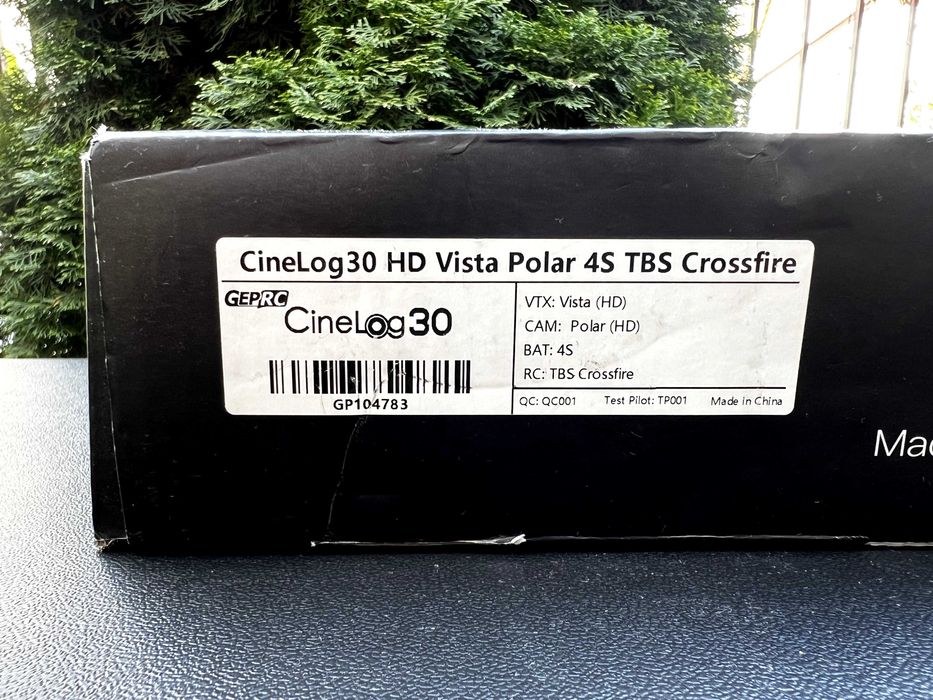 CineLog30 HD Vista Polar 4S TBS Crossfire
GEPRC
CineLog30
GP104783
VTX: Vista (HD)
CAM: Polar (HD)
BAT: 4S
RC: TBS Crossfire
QC: QC001 Test Pilot: TP001 Made in China